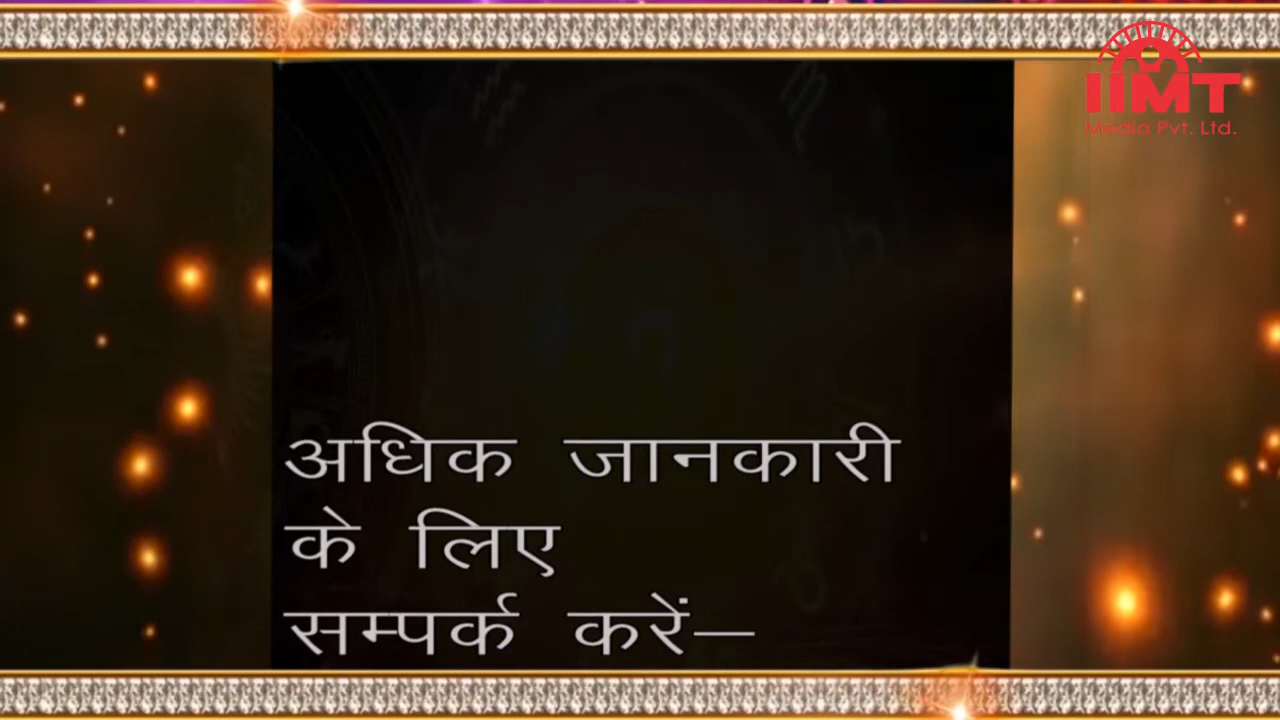 IIMT
Media Pvt. Ltd.
अधिक जानकारी
के लिए
सम्पर्क करें–